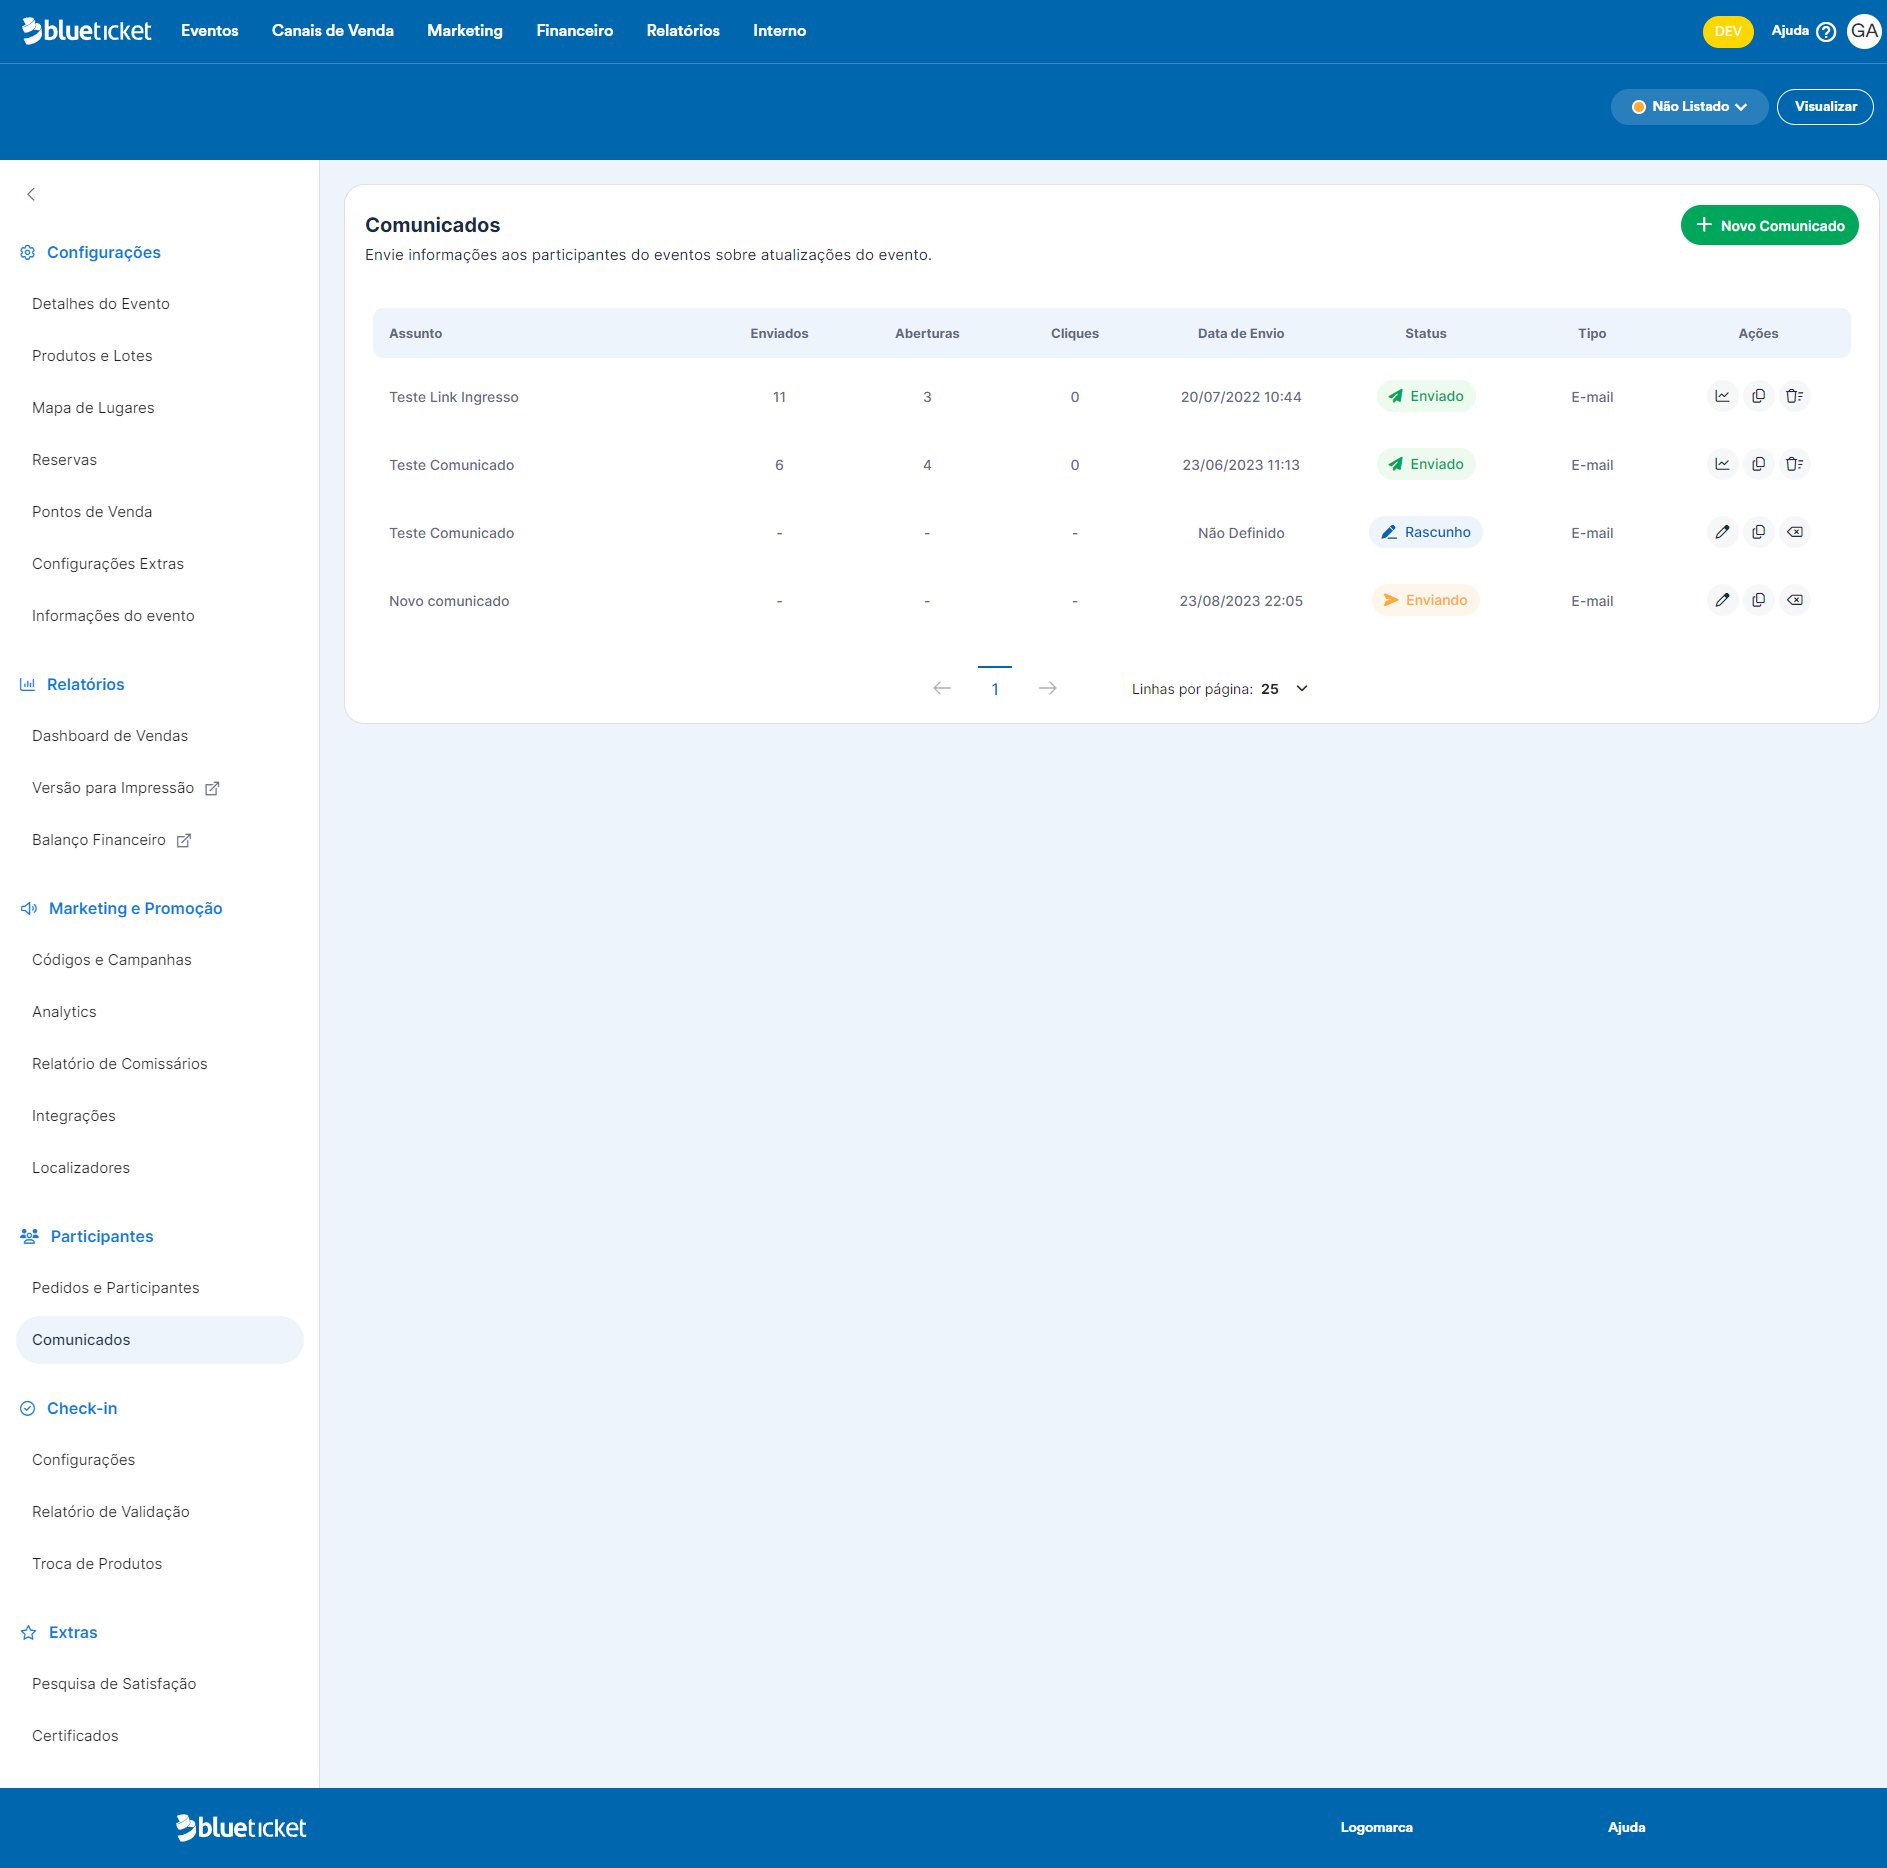 blueticket Eventos Canais de Venda Marketing Financeiro Relatórios Interno DEV Ajuda GA
Não Listado Visualizar
Configurações
Detalhes do Evento
Produtos e Lotes
Mapa de Lugares
Reservas
Pontos de Venda
Configurações Extras
Informações do evento
Relatórios
Dashboard de Vendas
Versão para Impressão
Balanço Financeiro
Marketing e Promoção
Códigos e Campanhas
Analytics
Relatório de Comissários
Integrações
Localizadores
Participantes
Pedidos e Participantes
Comunicados
Check-in
Configurações
Relatório de Validação
Troca de Produtos
Extras
Pesquisa de Satisfação
Certificados
Comunicados
Novo Comunicado
Envie informações aos participantes do eventos sobre atualizações do evento.
Assunto Enviados Aberturas Cliques Data de Envio Status Tipo Ações
Teste Link Ingresso 11 3 0 20/07/2022 10:44 Enviado E-mail
Teste Comunicado 6 4 0 23/06/2023 11:13 Enviado E-mail
Teste Comunicado - - - Não Definido Rascunho E-mail
Novo comunicado - - - 23/08/2023 22:05 Enviando E-mail
1 Linhas por página: 25
blueticket Logomarca Ajuda